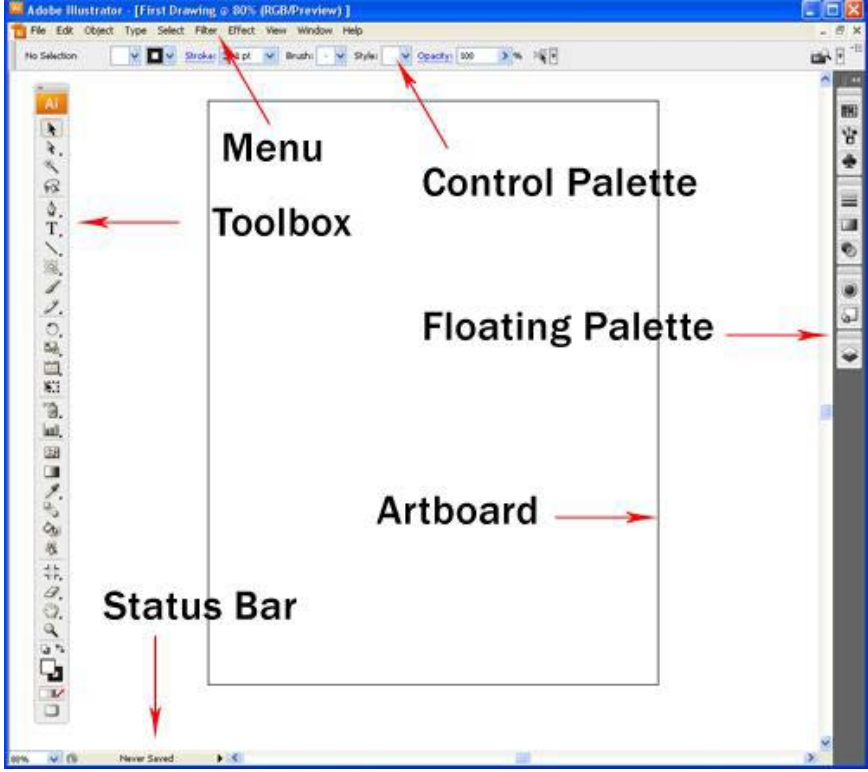 Adobe Illustrator - [First Drawing @ 80% (RGB/Preview) ]
File Edit Object Type Select Filter Effect View Window Help
No Selection Stroke: pt Brush: Style: Opacity: 100 %
Ai
Menu
Control Palette
Toolbox
T
Floating Palette
Artboard
Status Bar
80% Never Saved